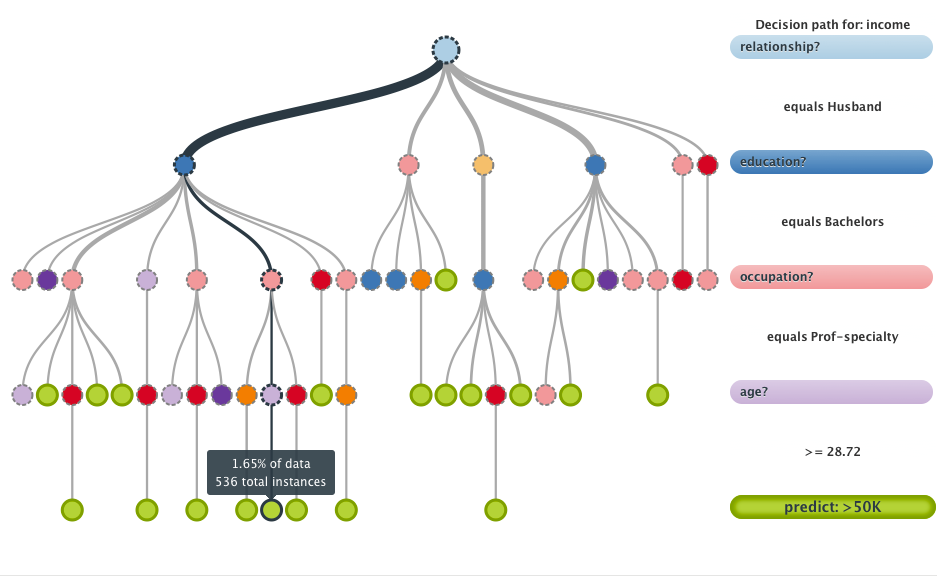 Decision path for: income
relationship?
equals Husband
education?
equals Bachelors
occupation?
equals Prof-specialty
age?
>= 28.72
1.65% of data
536 total instances
predict: >50K